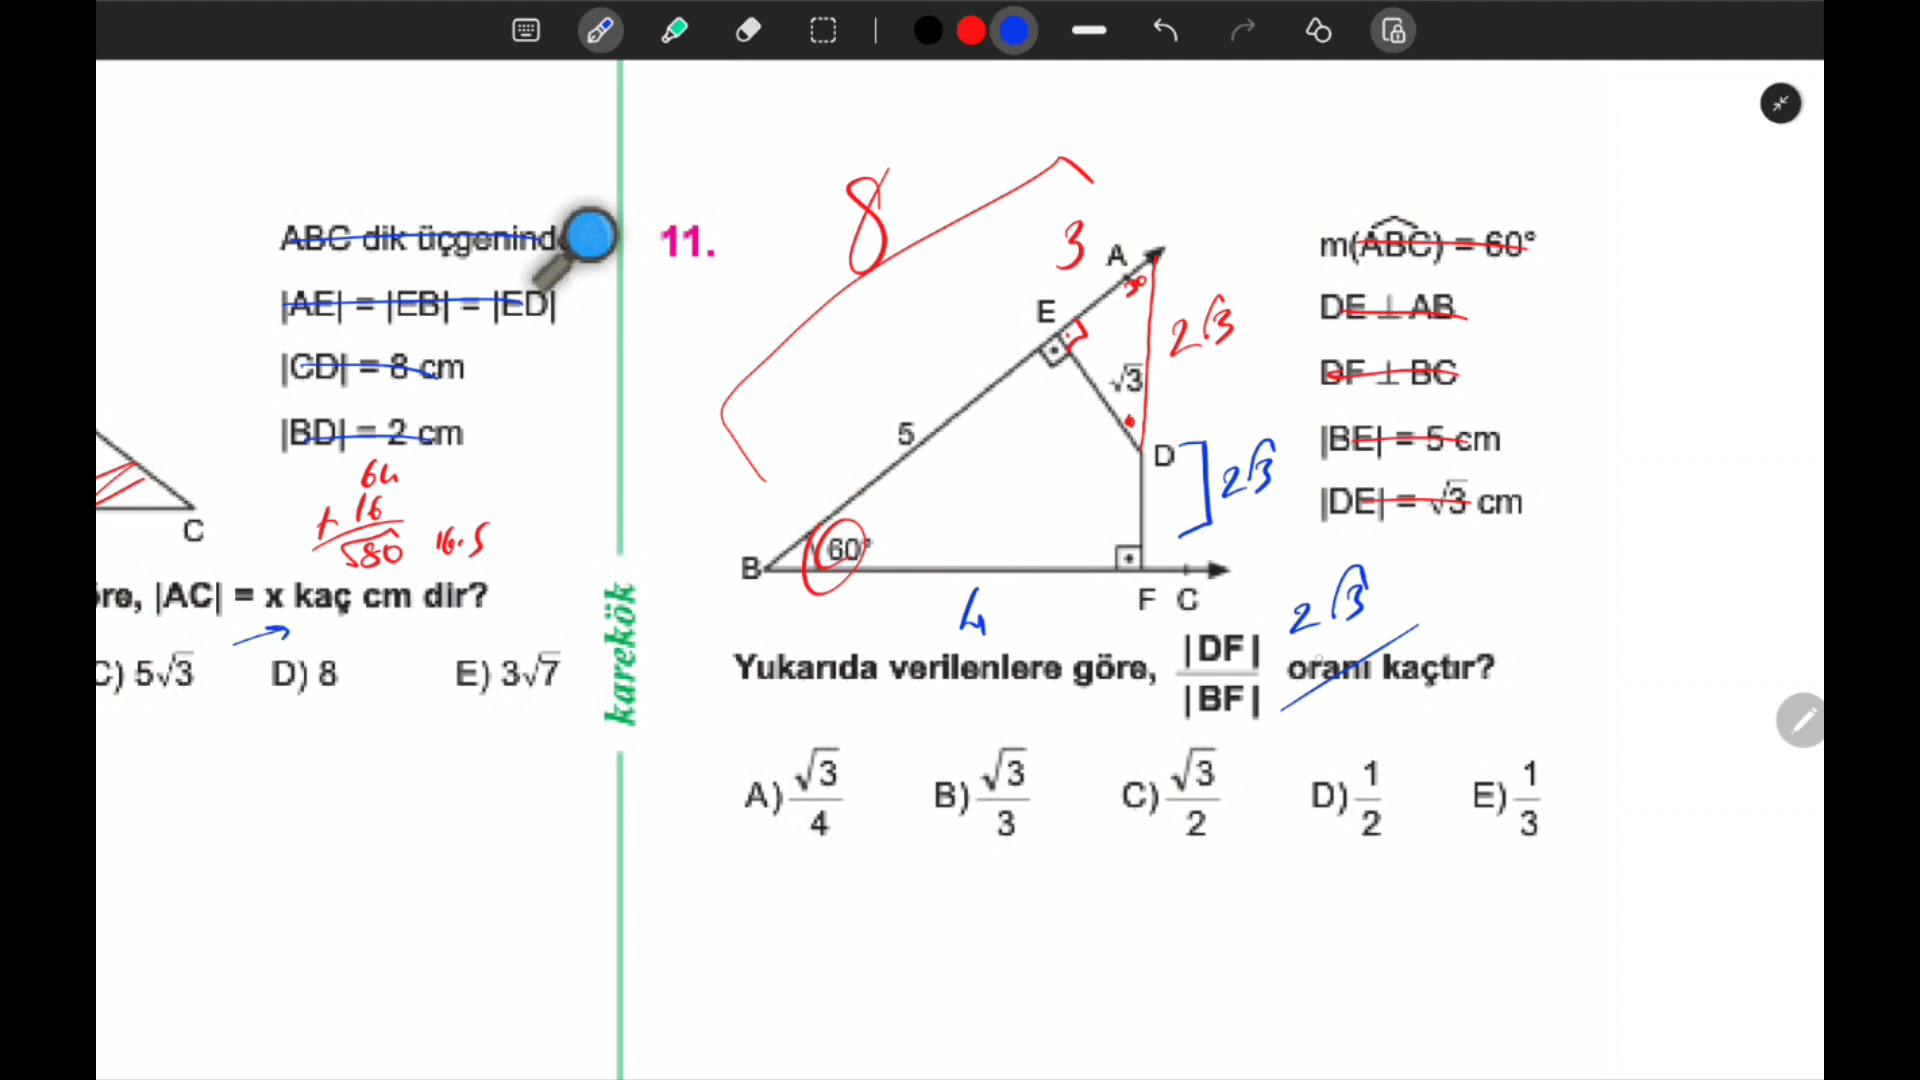 ABC dik üçgenind
|AE| = |EB| = |ED|
|CD| = 8 cm
|BD| = 2 cm
64
+ 16
√80 16.5
C
re, |AC| = x kaç cm dir?
C) 5√3 D) 8 E) 3√7
karekök
11.
8
3
A
30
E
2√3
√3
5
D
2√3
B
60°
F C
4
m(ABC) = 60°
DE ⊥ AB
DF ⊥ BC
|BE| = 5 cm
|DE| = √3 cm
2√3
Yukarıda verilenlere göre, |DF| / |BF| oranı kaçtır?
A) √3/4 B) √3/3 C) √3/2 D) 1/2 E) 1/3